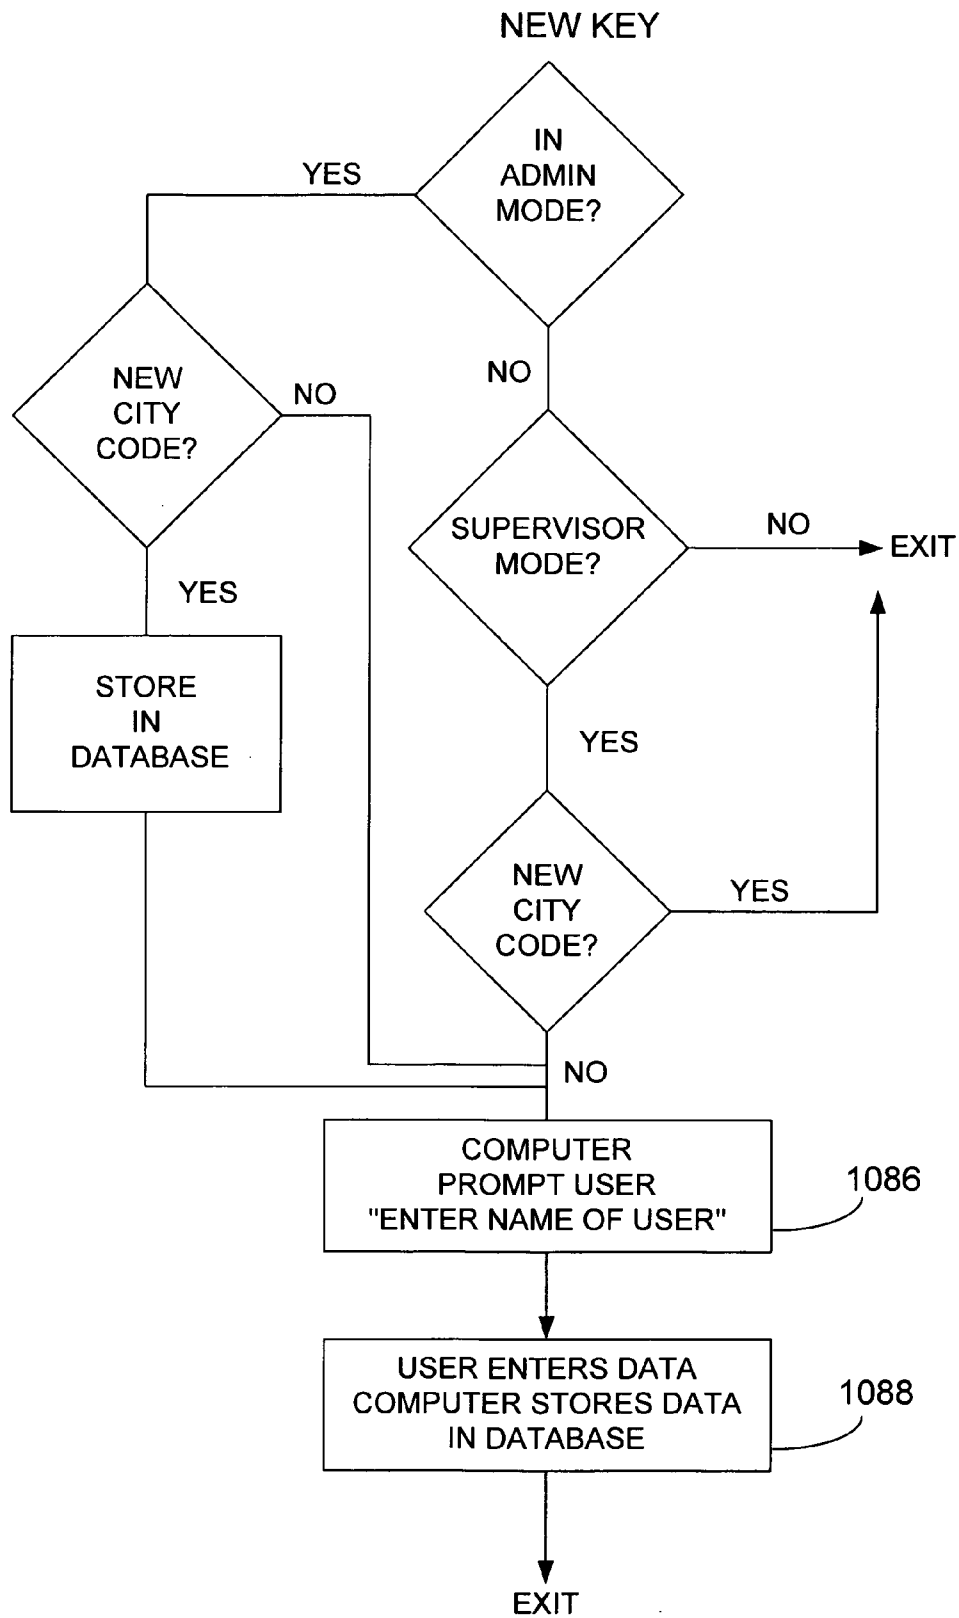 NEW KEY
IN
ADMIN
MODE?
YES
NO
NEW
CITY
CODE?
NO
YES
SUPERVISOR
MODE?
NO
EXIT
STORE
IN
DATABASE
YES
NEW
CITY
CODE?
YES
NO
COMPUTER
PROMPT USER
"ENTER NAME OF USER"
1086
USER ENTERS DATA
COMPUTER STORES DATA
IN DATABASE
1088
EXIT